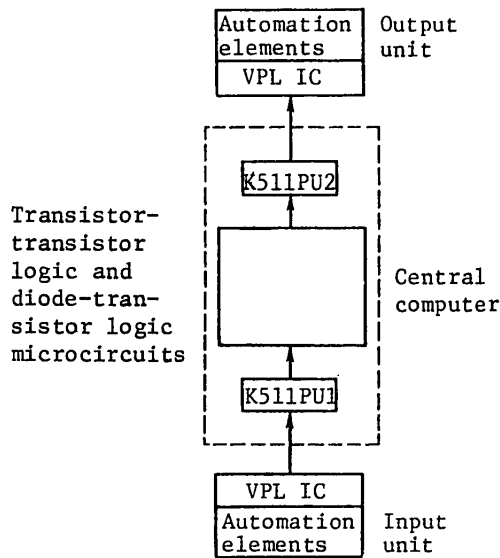 Automation
elements
VPL IC
Output
unit
K511PU2
Transistor-
transistor
logic and
diode-tran-
sistor logic
microcircuits
Central
computer
K511PU1
VPL IC
Automation
elements
Input
unit